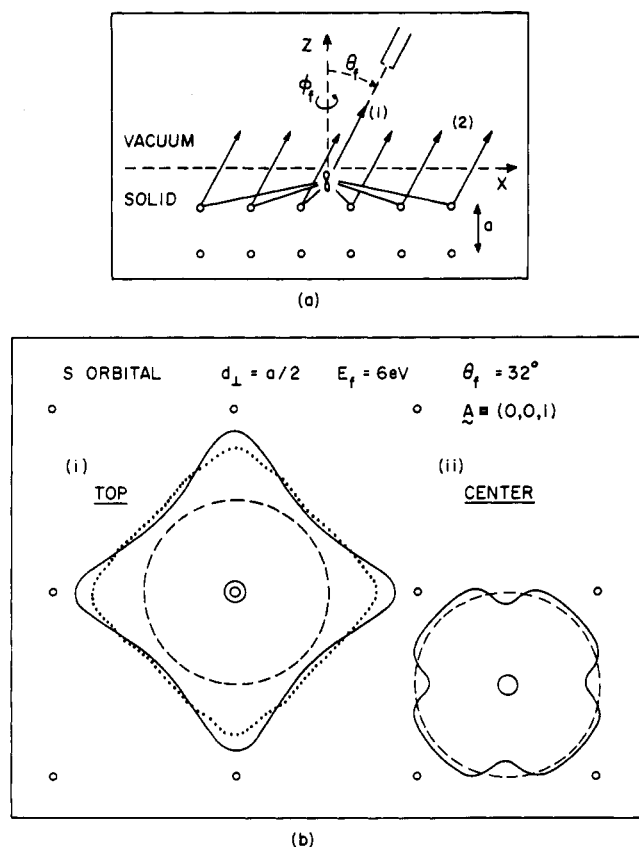 Z
θf
ϕf
(1)
(2)
VACUUM
X
SOLID
a
(a)
S ORBITAL d⊥ = a/2 Ef = 6eV θf = 32°
A ≡ (0,0,1)
(i) (ii)
TOP CENTER
(b)